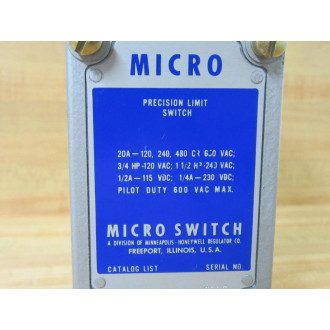 MICRO
PRECISION LIMIT
SWITCH
20A-120, 240, 480 OR 600 VAC;
3/4 HP-120 VAC; 1 1/2 HP-240 VAC;
1/2A-115 VDC; 1/4A-230 VDC;
PILOT DUTY 600 VAC MAX.
MICRO SWITCH
A DIVISION OF MINNEAPOLIS-HONEYWELL REGULATOR CO.
FREEPORT, ILLINOIS, U.S.A.
CATALOG LIST SERIAL NO.